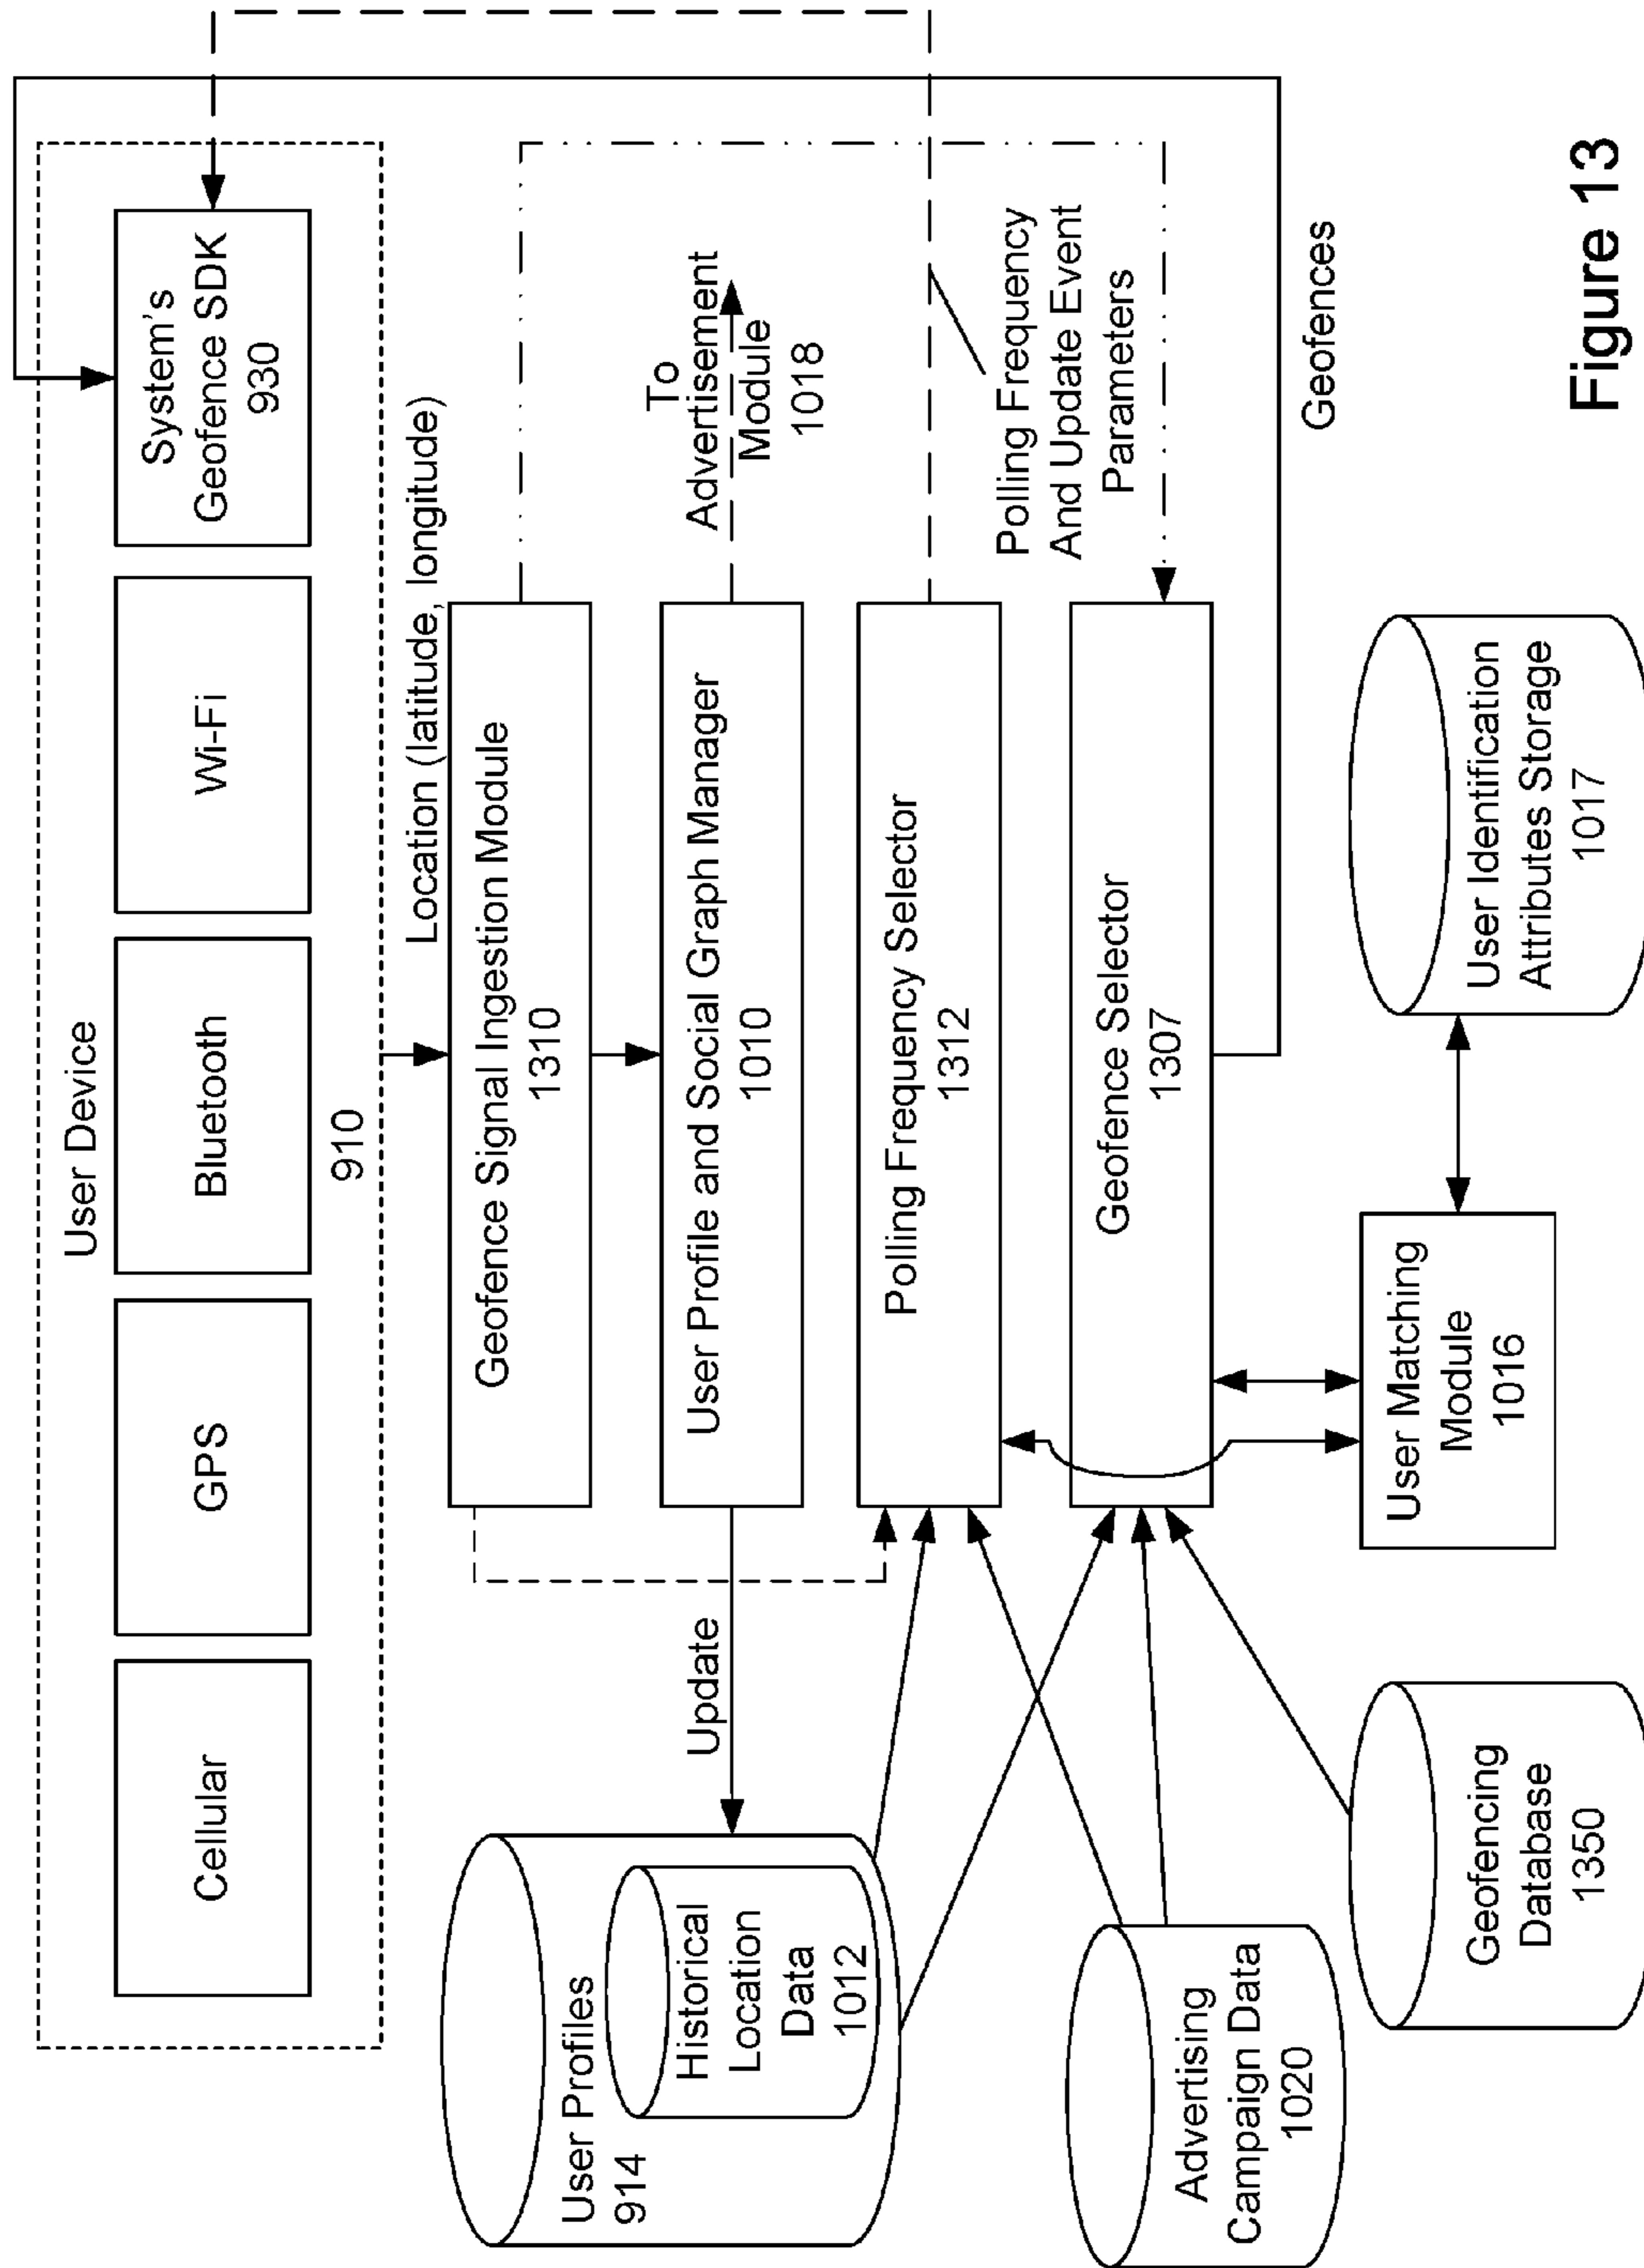 User Device
Cellular
GPS
Bluetooth
Wi-Fi
System's
Geofence SDK
930
910
Location (latitude, longitude)
User Profiles
914
Historical
Location
Data
1012
Update
Geofence Signal Ingestion Module
1310
User Profile and Social Graph Manager
1010
To
Advertisement
Module
1018
Polling Frequency Selector
1312
Polling Frequency
And Update Event
Parameters
Geofence Selector
1307
Advertising
Campaign Data
1020
Geofences
Geofencing
Database
1350
User Matching
Module
1016
User Identification
Attributes Storage
1017
Figure 13